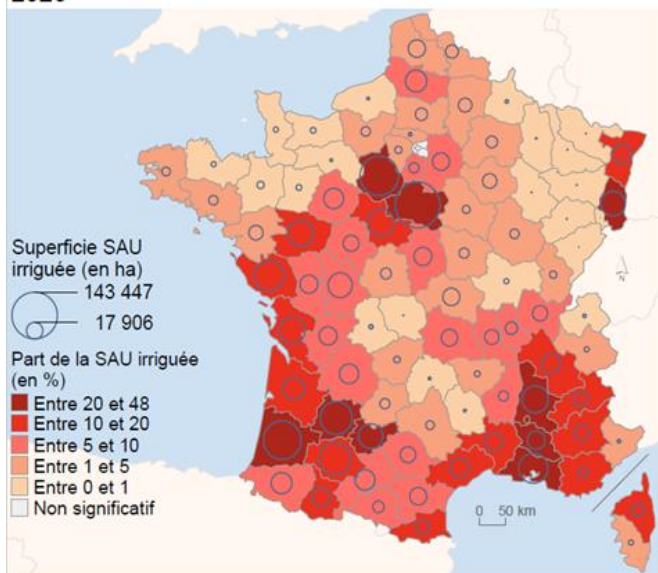 2020
Superficie SAU
irriguée (en ha)
143 447
17 906
Part de la SAU irriguée
(en %)
Entre 20 et 48
Entre 10 et 20
Entre 5 et 10
Entre 1 et 5
Entre 0 et 1
Non significatif
N
0 50 km